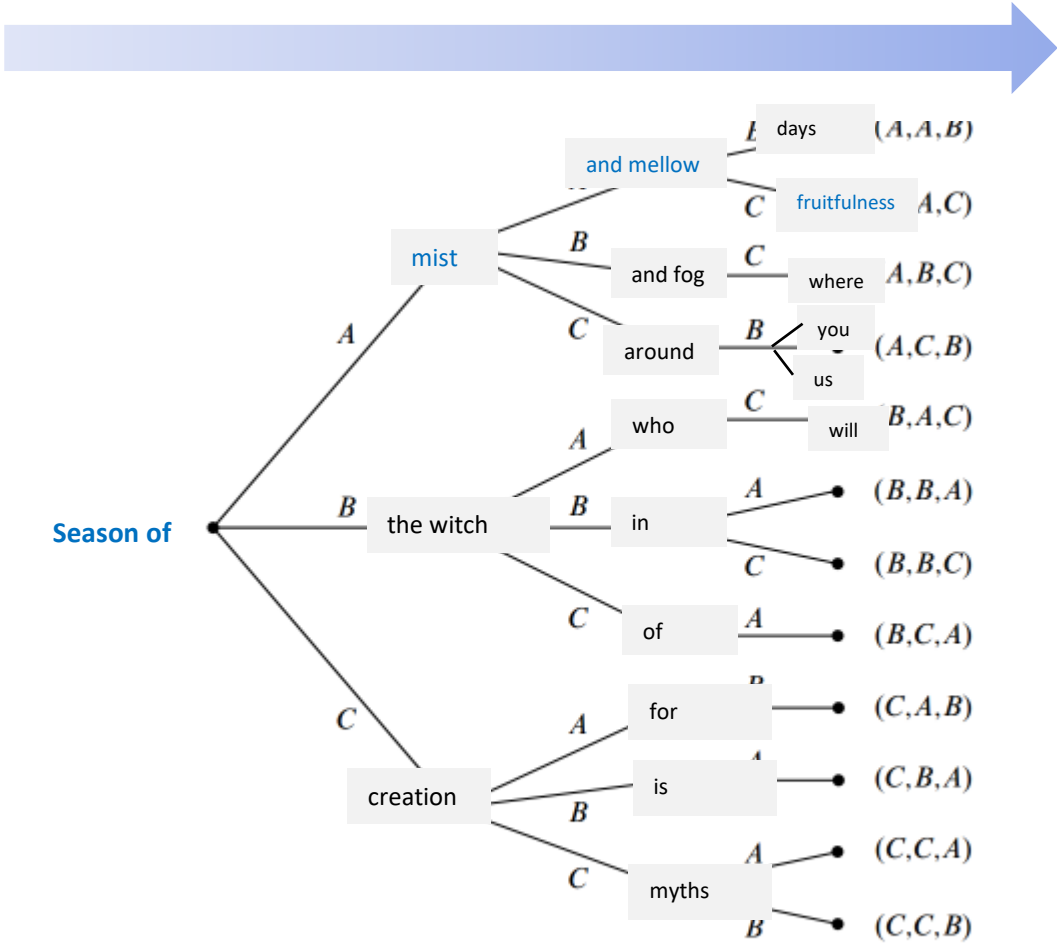 B days (A,A,B)
and mellow
C fruitfulness A,C)
B
mist
and fog C where A,B,C)
A
C around B you (A,C,B)
us
who C will B,A,C)
A
Season of B the witch B in A (B,B,A)
C (B,B,C)
C of A (B,C,A)
for (C,A,B)
C A
creation is (C,B,A)
B
C myths A (C,C,A)
B (C,C,B)